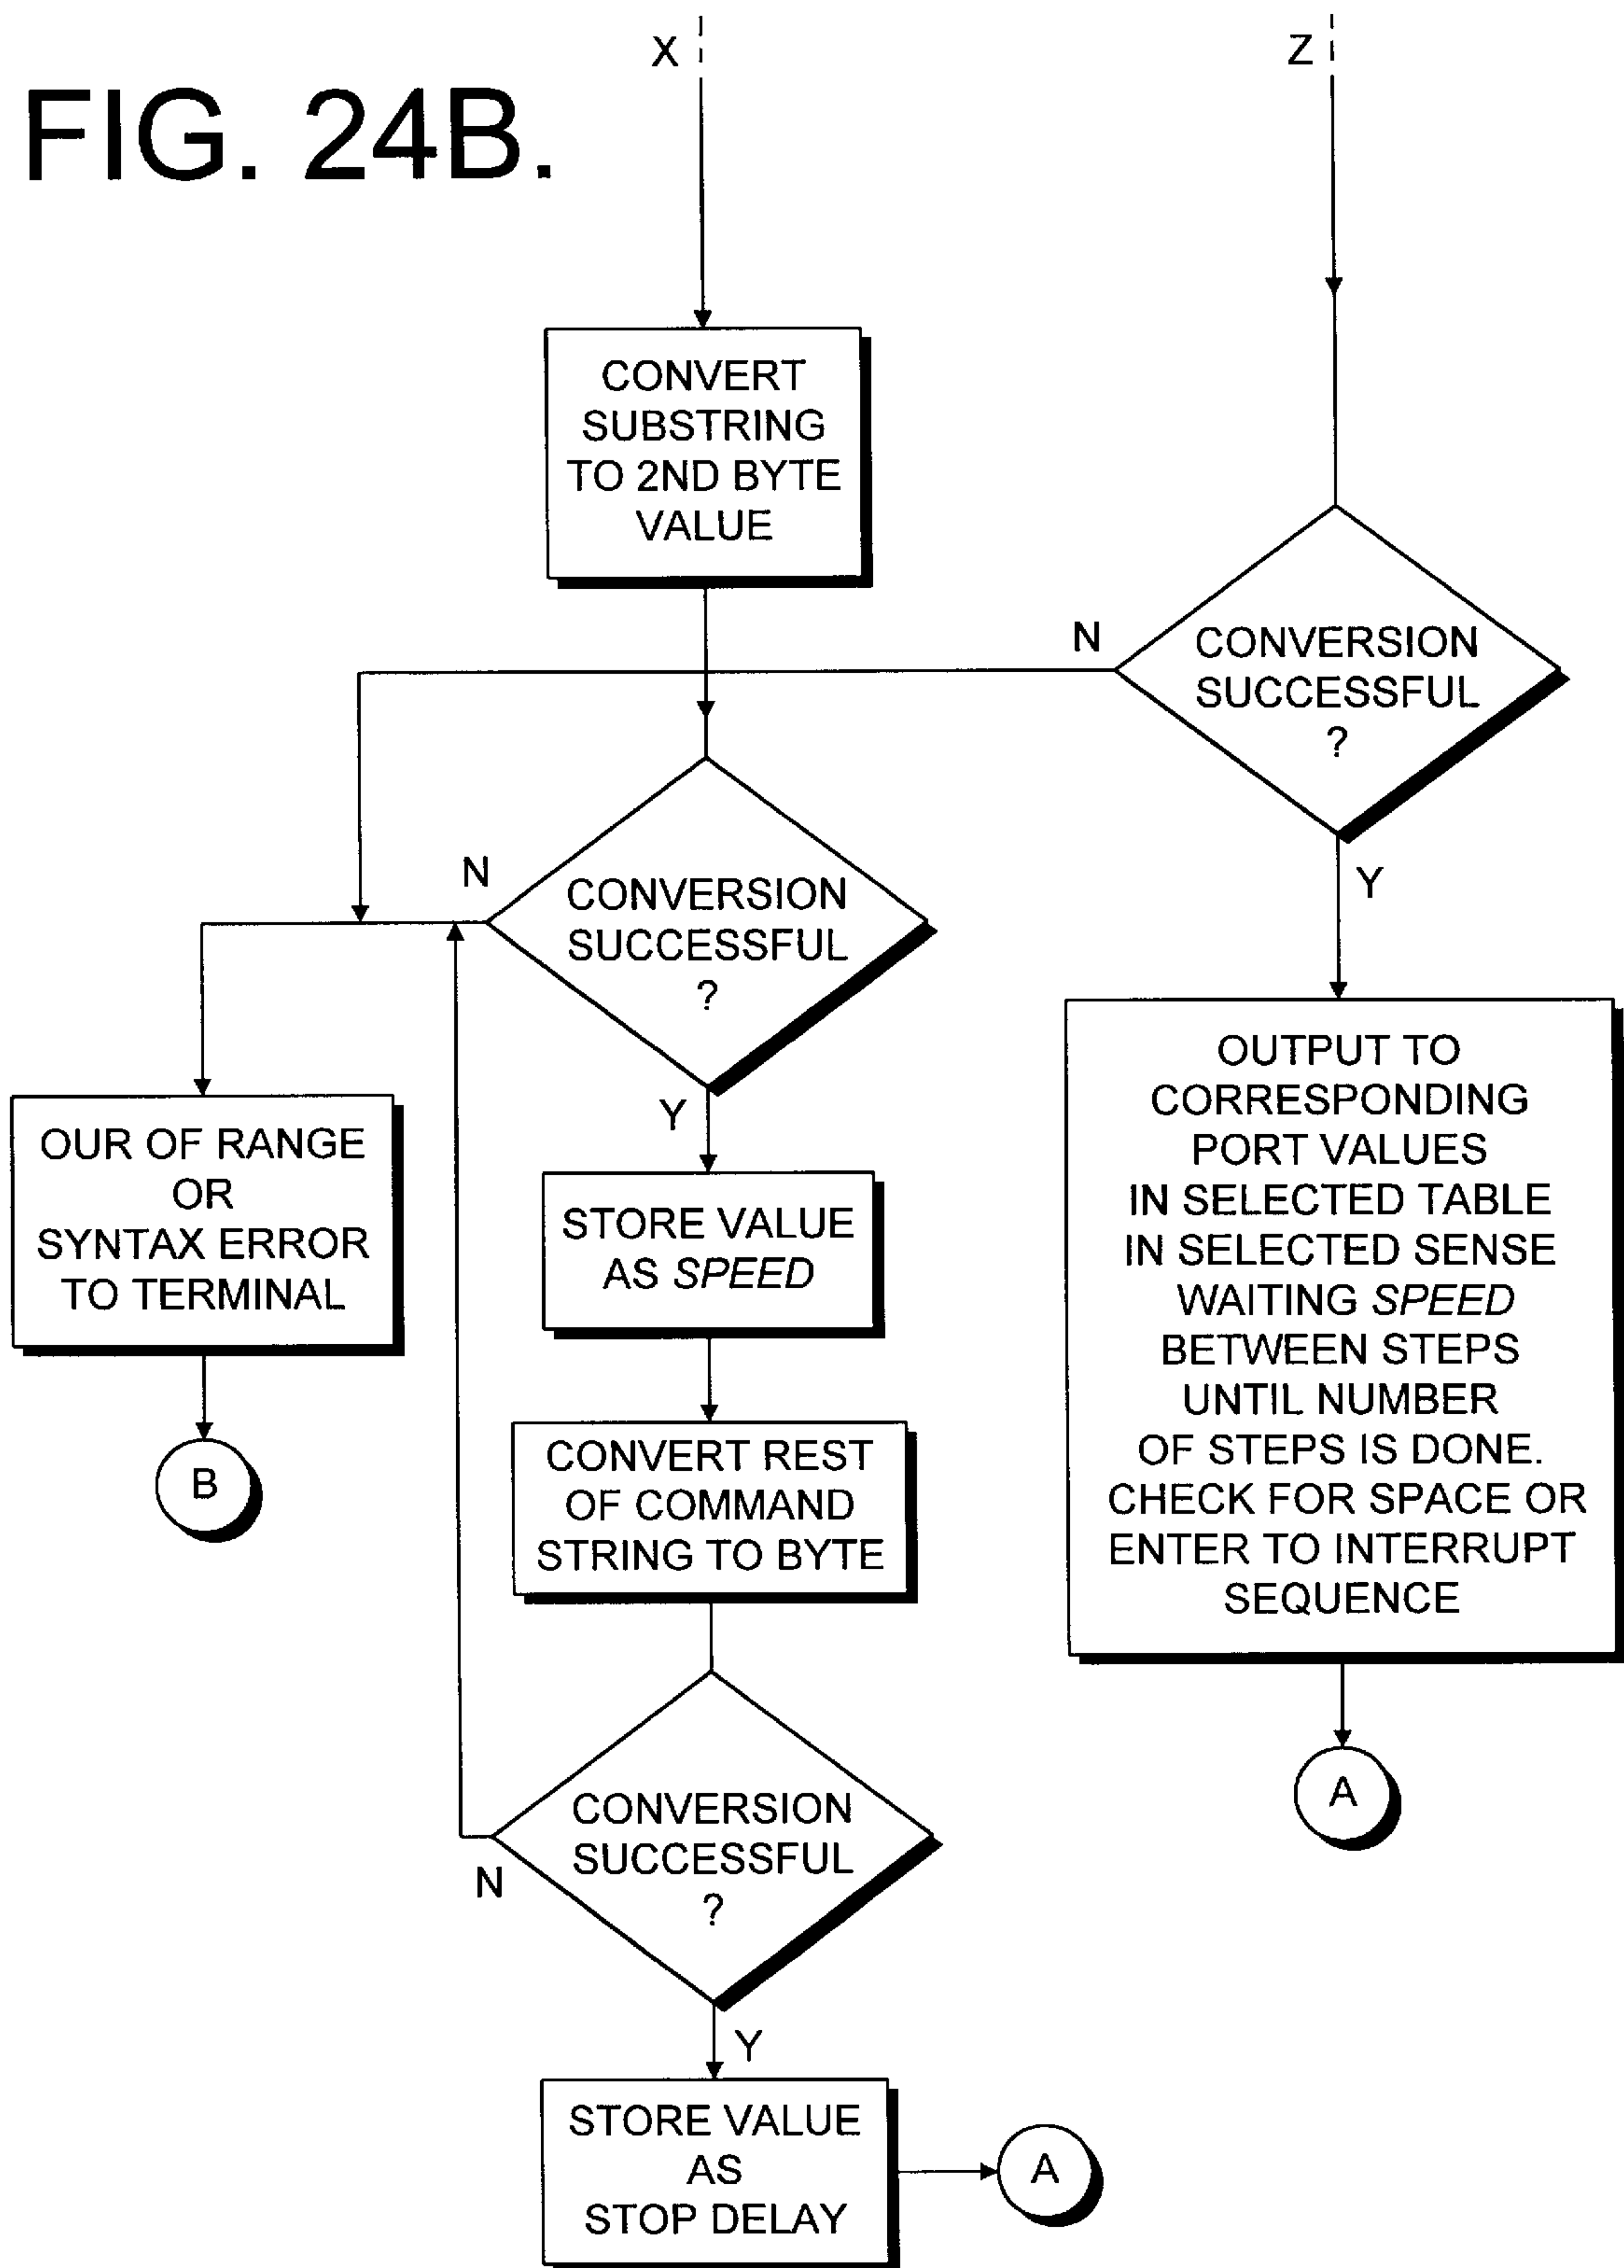 X
Z
FIG. 24B.
CONVERT
SUBSTRING
TO 2ND BYTE
VALUE
N
CONVERSION
SUCCESSFUL
?
N
CONVERSION
SUCCESSFUL
?
Y
Y
OUR OF RANGE
OR
SYNTAX ERROR
TO TERMINAL
B
STORE VALUE
AS SPEED
CONVERT REST
OF COMMAND
STRING TO BYTE
OUTPUT TO
CORRESPONDING
PORT VALUES
IN SELECTED TABLE
IN SELECTED SENSE
WAITING SPEED
BETWEEN STEPS
UNTIL NUMBER
OF STEPS IS DONE.
CHECK FOR SPACE OR
ENTER TO INTERRUPT
SEQUENCE
A
CONVERSION
SUCCESSFUL
?
N
Y
STORE VALUE
AS
STOP DELAY
A